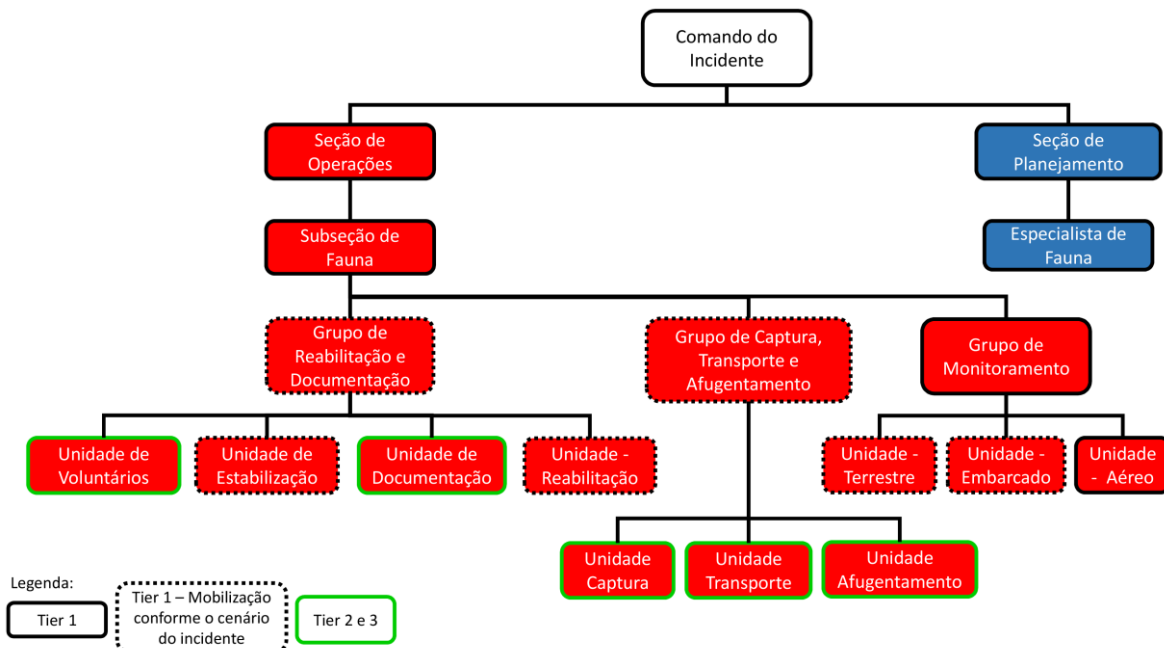 Comando do
Incidente
Seção de
Operações
Seção de
Planejamento
Subseção de
Fauna
Especialista de
Fauna
Grupo de
Reabilitação e
Documentação
Grupo de Captura,
Transporte e
Afugentamento
Grupo de
Monitoramento
Unidade de
Voluntários
Unidade de
Estabilização
Unidade de
Documentação
Unidade -
Reabilitação
Unidade -
Terrestre
Unidade -
Embarcado
Unidade
- Aéreo
Unidade
Captura
Unidade
Transporte
Unidade
Afugentamento
Legenda:
Tier 1
Tier 1 – Mobilização
conforme o cenário
do incidente
Tier 2 e 3